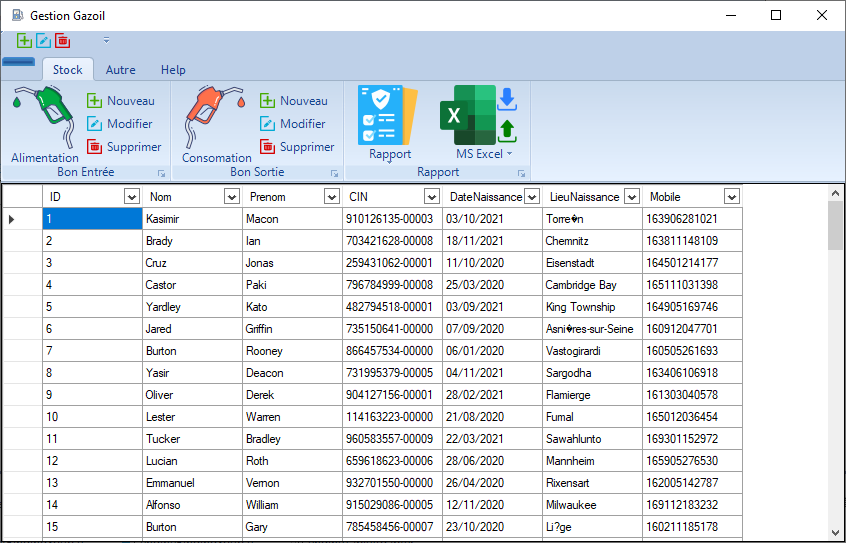 Gestion Gazoil
Stock Autre Help
Nouveau
Modifier
Supprimer
Alimentation
Bon Entrée
Nouveau
Modifier
Supprimer
Consomation
Bon Sortie
Rapport
MS Excel
Rapport
ID Nom Prenom CIN DateNaissance LieuNaissance Mobile
1 Kasimir Macon 910126135-00003 03/10/2021 Torre�n 163906281021
2 Brady Ian 703421628-00008 18/11/2021 Chemnitz 163811148109
3 Cruz Jonas 259431062-00001 11/10/2020 Eisenstadt 164501214177
4 Castor Paki 796784999-00008 25/03/2020 Cambridge Bay 165111031398
5 Yardley Kato 482794518-00001 03/09/2021 King Township 164905169746
6 Jared Griffin 735150641-00000 07/09/2020 Asni�res-sur-Seine 160912047701
7 Burton Rooney 866457534-00000 06/01/2020 Vastogirardi 160505261693
8 Yasir Deacon 731995379-00005 04/11/2021 Sargodha 163406106918
9 Oliver Derek 904127156-00001 28/02/2021 Flamierge 161303040578
10 Lester Warren 114163223-00000 21/08/2020 Fumal 165012036454
11 Tucker Bradley 960583557-00009 22/03/2021 Sawahlunto 169301152972
12 Lucian Roth 659618623-00006 28/06/2020 Mannheim 165905276530
13 Emmanuel Vernon 932701550-00000 26/04/2020 Rixensart 162005142787
14 Alfonso William 915029086-00005 12/11/2020 Milwaukee 169112183232
15 Burton Gary 785458456-00007 23/10/2020 Li?ge 160211185178